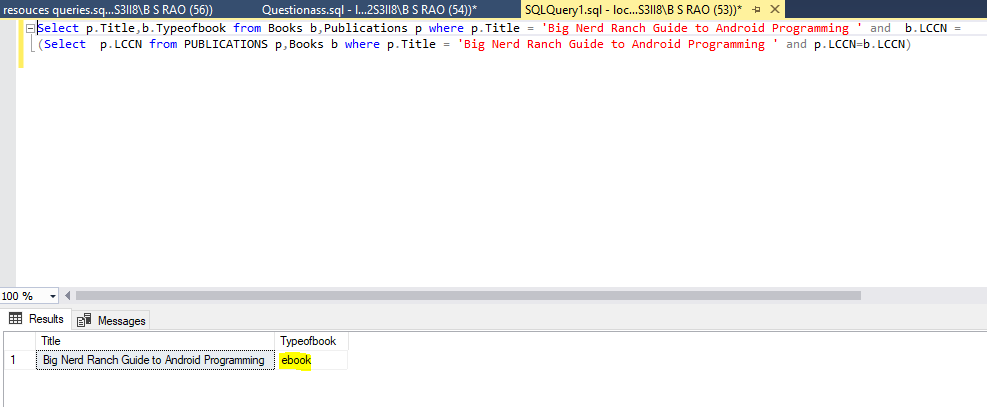 resouces queries.sq...S3II8\B S RAO (56))
Questionass.sql - l...2S3II8\B S RAO (54))*
SQLQuery1.sql - loc...S3II8\B S RAO (53))*
Select p.Title,b.Typeofbook from Books b,Publications p where p.Title = 'Big Nerd Ranch Guide to Android Programming ' and  b.LCCN =
(Select  p.LCCN from PUBLICATIONS p,Books b where p.Title = 'Big Nerd Ranch Guide to Android Programming ' and p.LCCN=b.LCCN)
100 %
Results
Messages
Title
Typeofbook
1
Big Nerd Ranch Guide to Android Programming
ebook